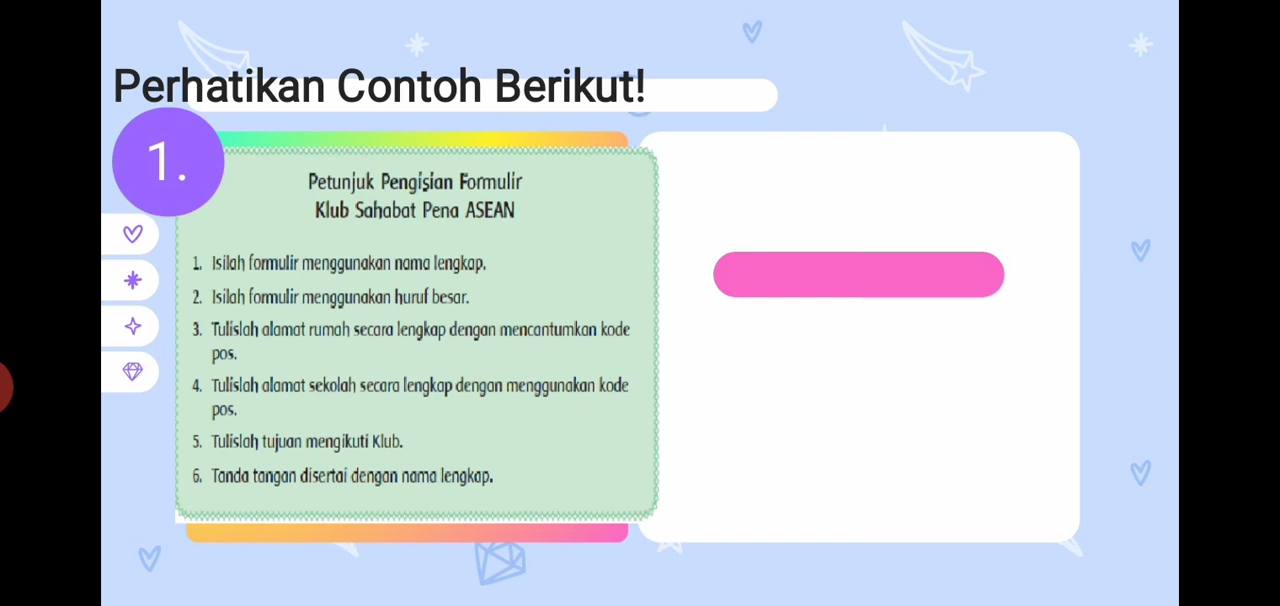 Perhatikan Contoh Berikut!
1.
Petunjuk Pengisian Formulir
Klub Sahabat Pena ASEAN
1. Isilah formulir menggunakan nama lengkap.
2. Isilah formulir menggunakan huruf besar.
3. Tulislah alamat rumah secara lengkap dengan mencantumkan kode
pos.
4. Tulislah alamat sekolah secara lengkap dengan menggunakan kode
pos.
5. Tulislah tujuan mengikuti Klub.
6. Tanda tangan disertai dengan nama lengkap.